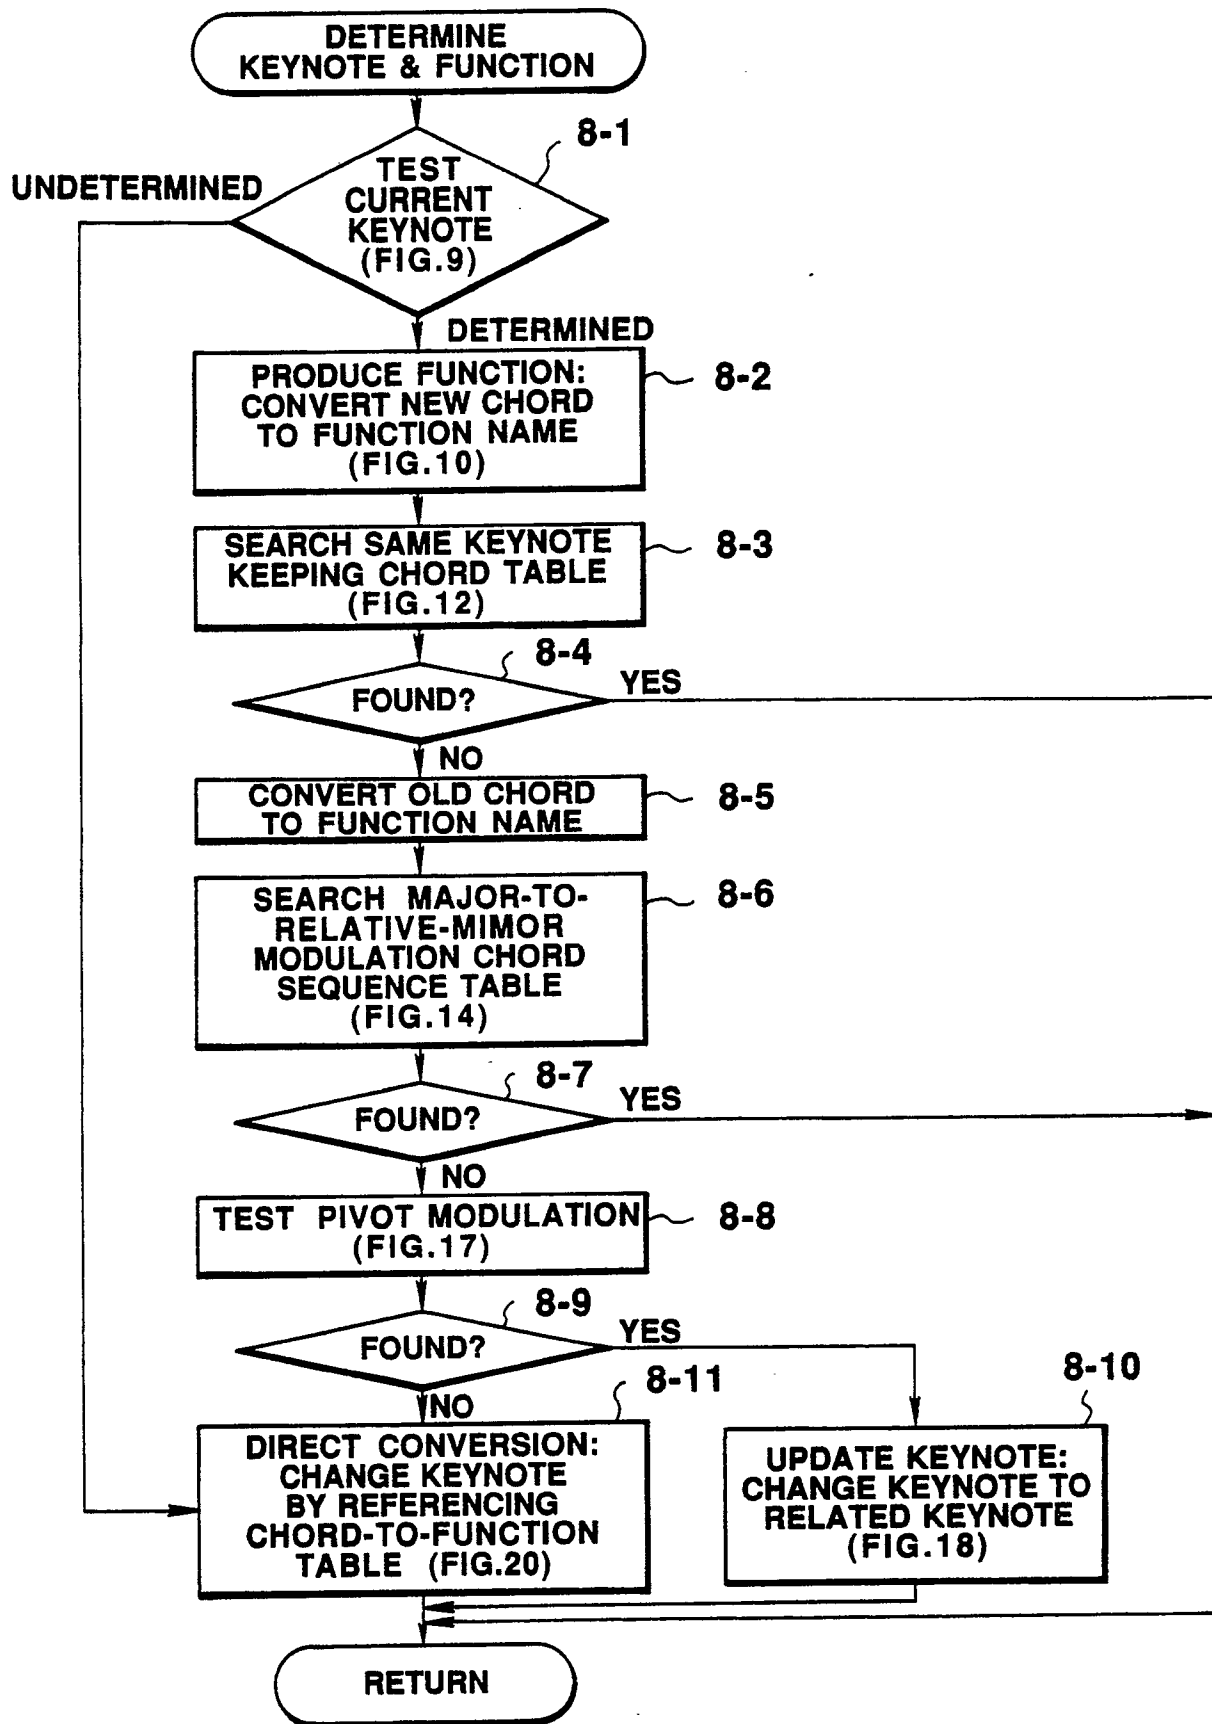 DETERMINE
KEYNOTE & FUNCTION
8-1
TEST
CURRENT
KEYNOTE
(FIG.9)
UNDETERMINED
DETERMINED
PRODUCE FUNCTION:
CONVERT NEW CHORD
TO FUNCTION NAME
(FIG.10)
8-2
SEARCH SAME KEYNOTE
KEEPING CHORD TABLE
(FIG.12)
8-3
8-4
FOUND?
YES
NO
CONVERT OLD CHORD
TO FUNCTION NAME
8-5
SEARCH MAJOR-TO-
RELATIVE-MIMOR
MODULATION CHORD
SEQUENCE TABLE
(FIG.14)
8-6
8-7
FOUND?
YES
NO
TEST PIVOT MODULATION
(FIG.17)
8-8
8-9
FOUND?
YES
NO
8-11
DIRECT CONVERSION:
CHANGE KEYNOTE
BY REFERENCING
CHORD-TO-FUNCTION
TABLE (FIG.20)
8-10
UPDATE KEYNOTE:
CHANGE KEYNOTE TO
RELATED KEYNOTE
(FIG.18)
RETURN